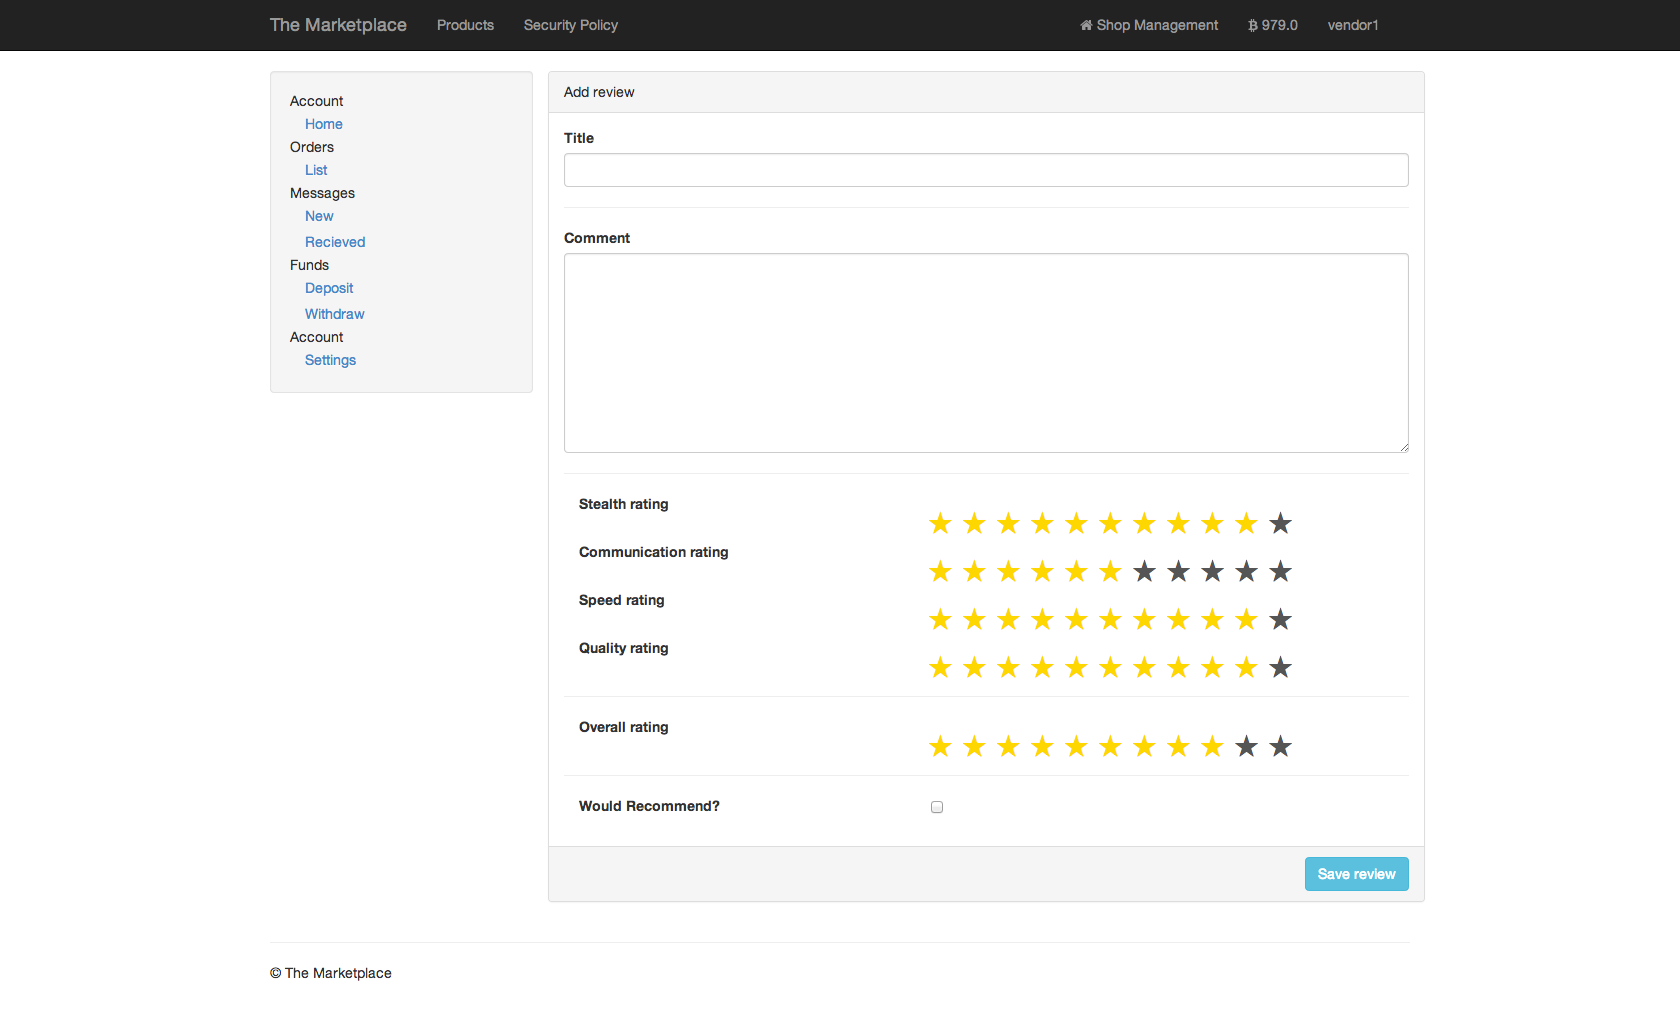 The Marketplace Products Security Policy Shop Management ₿ 979.0 vendor1
Account
Home
Orders
List
Messages
New
Recieved
Funds
Deposit
Withdraw
Account
Settings
Add review
Title
Comment
Stealth rating
Communication rating
Speed rating
Quality rating
Overall rating
Would Recommend?
Save review
© The Marketplace